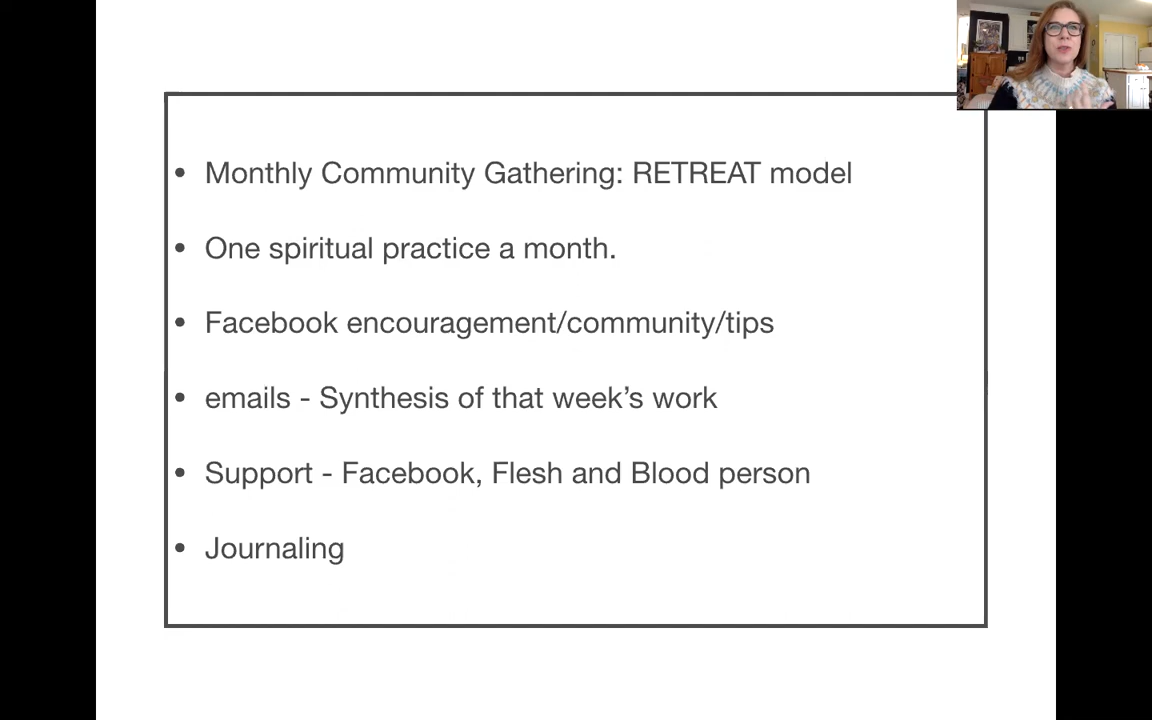 Monthly Community Gathering: RETREAT model
One spiritual practice a month.
Facebook encouragement/community/tips
emails - Synthesis of that week’s work
Support - Facebook, Flesh and Blood person
Journaling